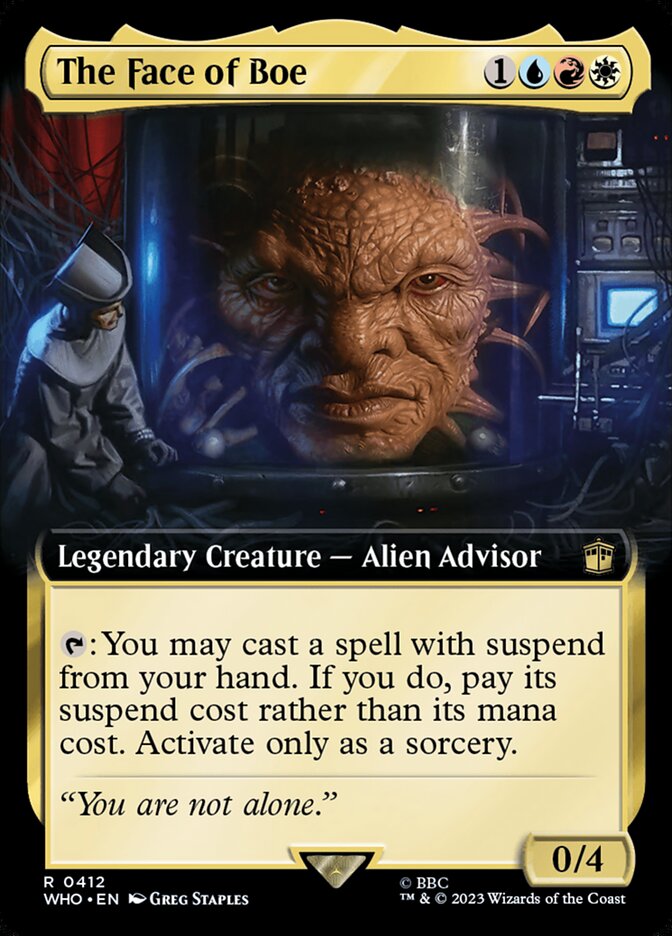 The Face of Boe 1
Legendary Creature — Alien Advisor
: You may cast a spell with suspend
from your hand. If you do, pay its
suspend cost rather than its mana
cost. Activate only as a sorcery.
“You are not alone.”
0/4
R 0412
WHO • EN Greg Staples
© BBC
™ & © 2023 Wizards of the Coast